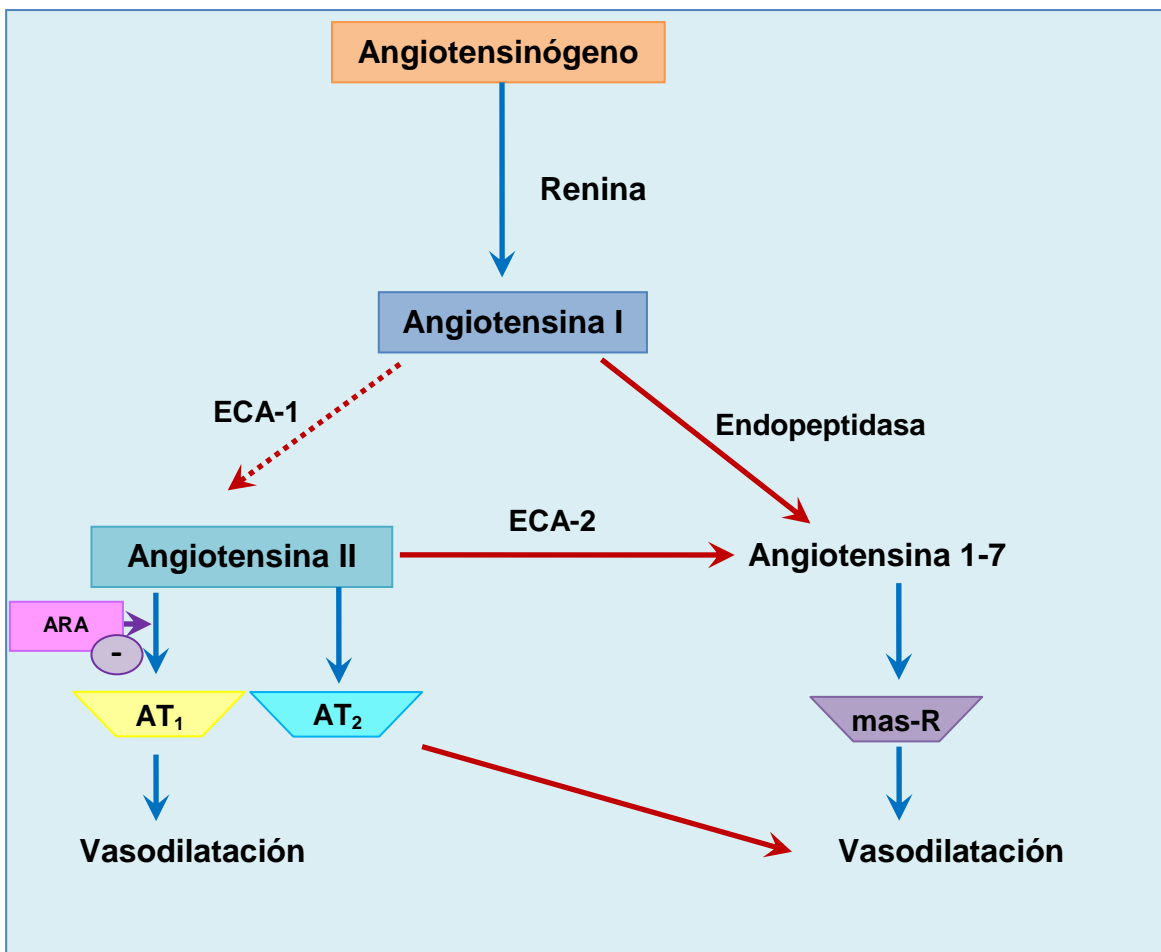 Angiotensinógeno
Renina
Angiotensina I
ECA-1
Endopeptidasa
ECA-2
Angiotensina II
Angiotensina 1-7
ARA
-
AT₁
AT₂
mas-R
Vasodilatación
Vasodilatación